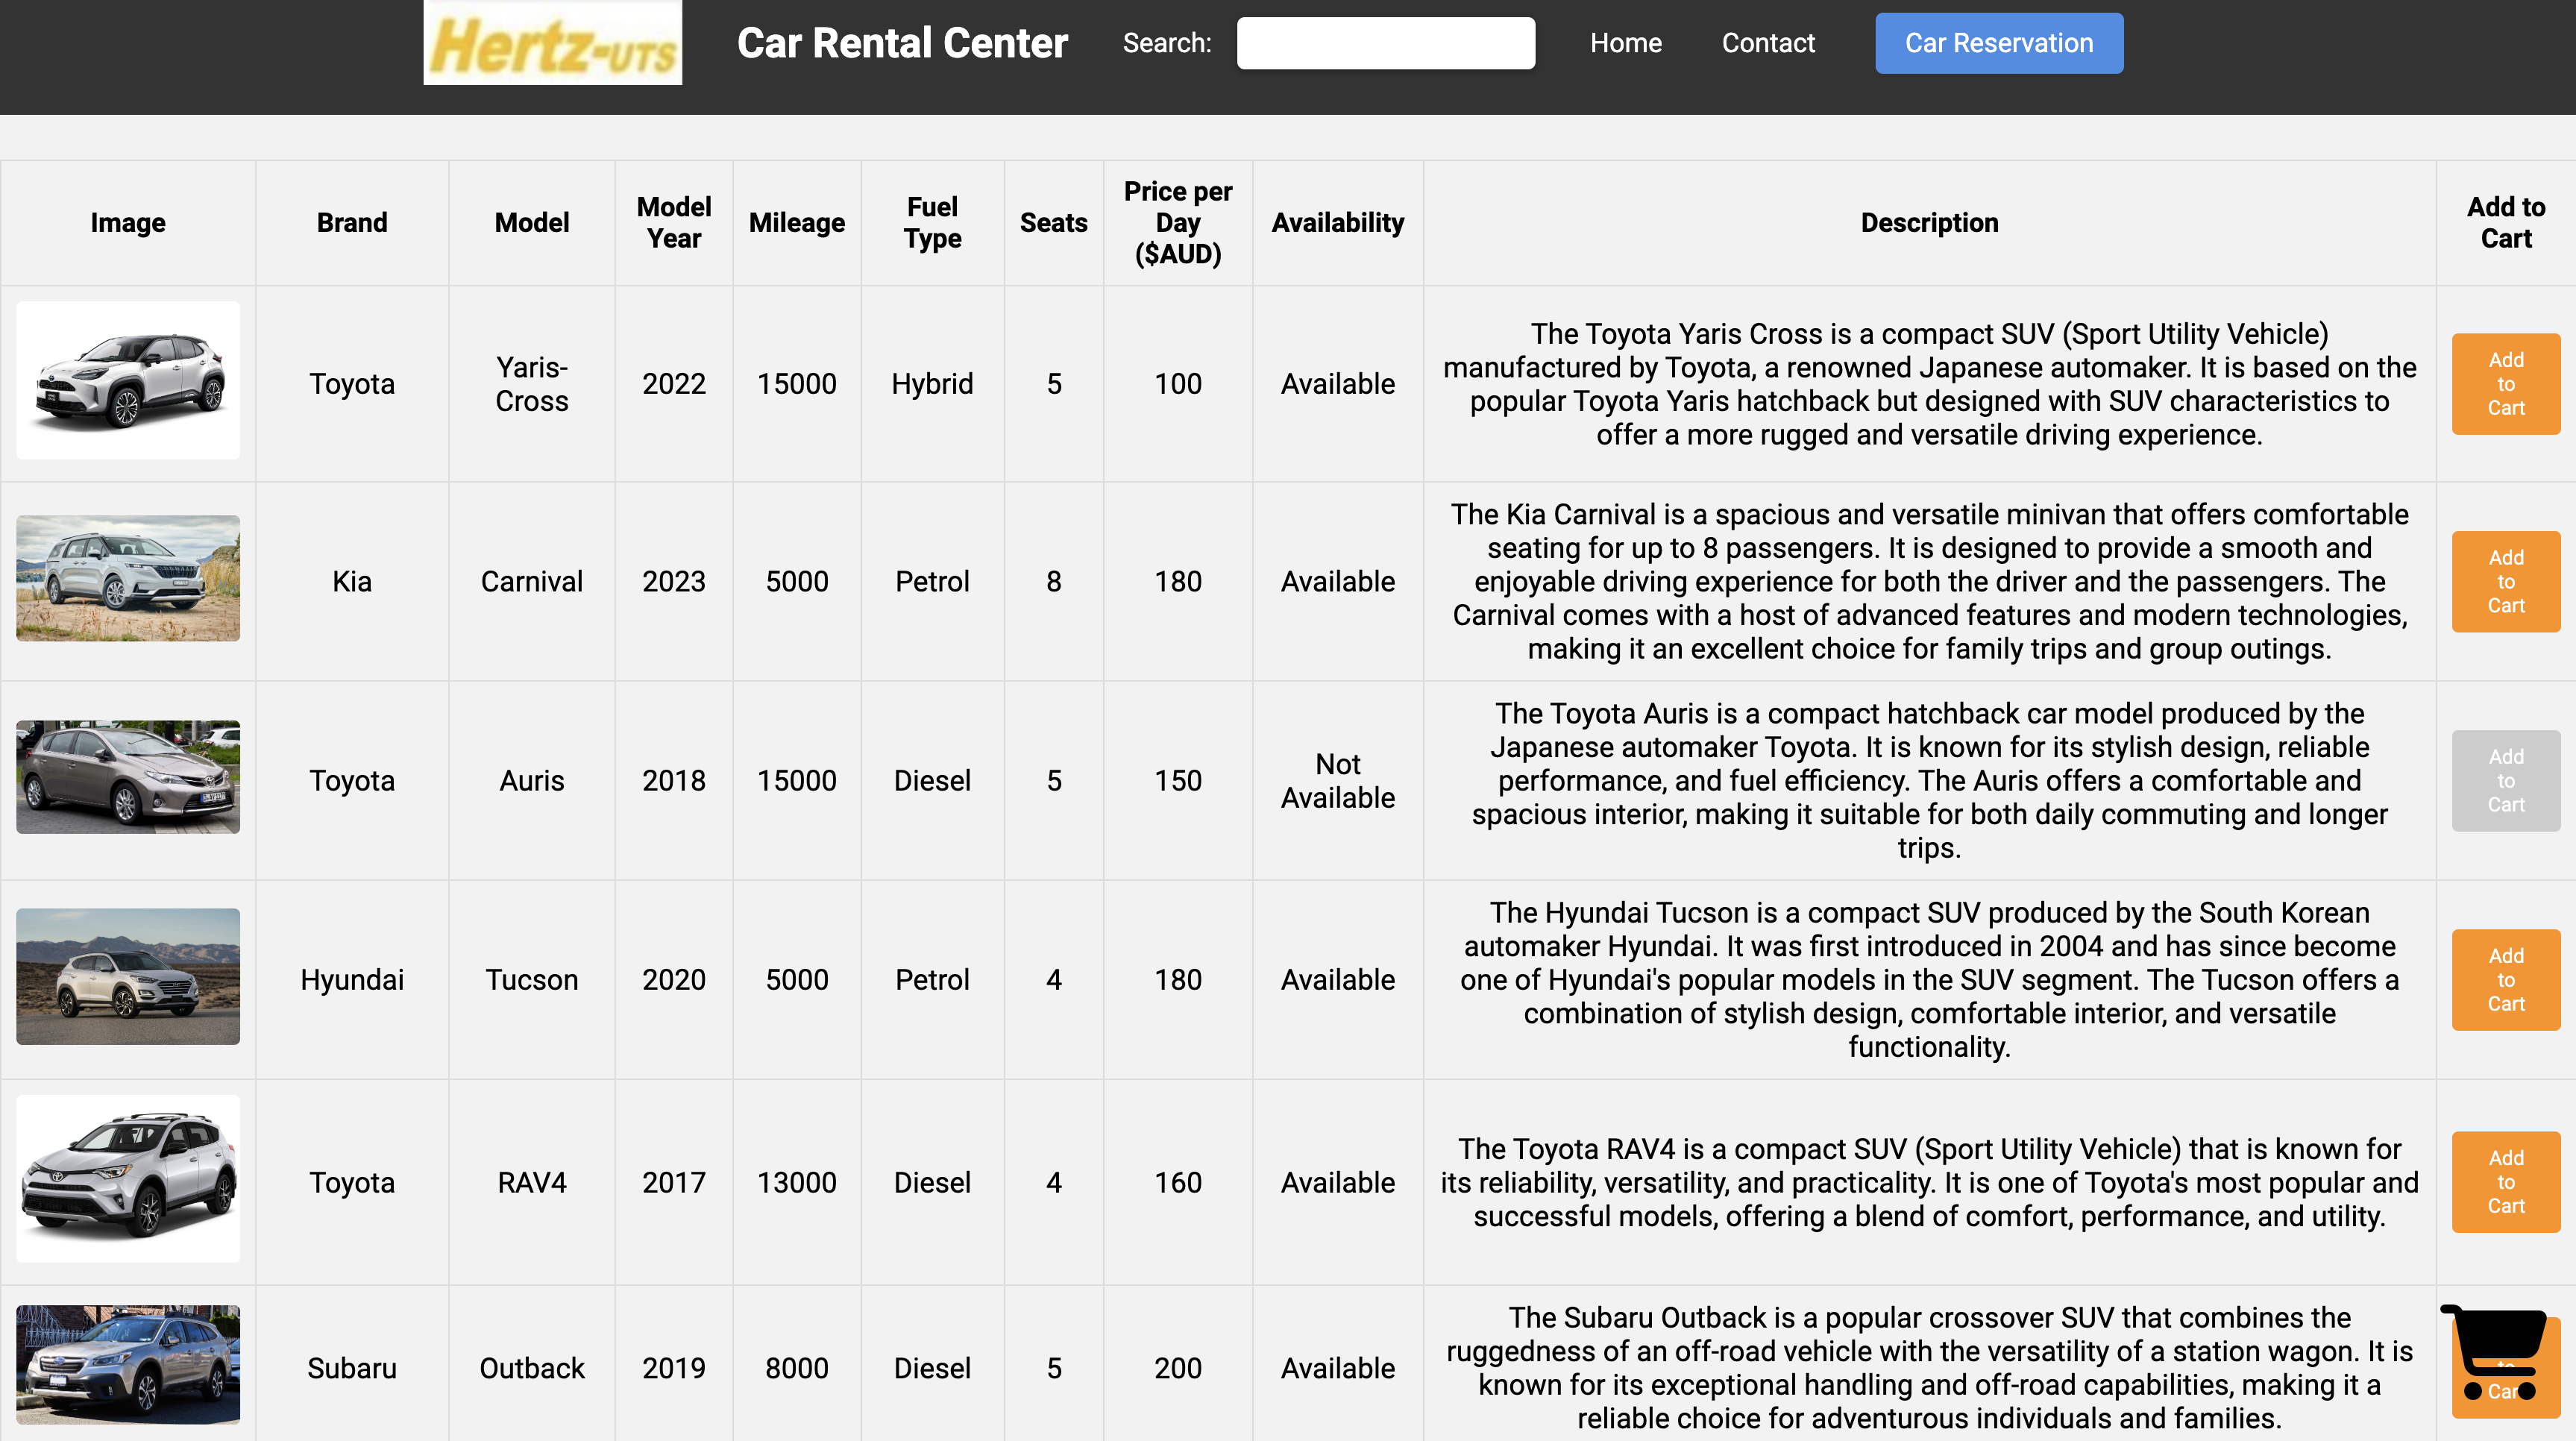 Hertz-UTS Car Rental Center Search: Home Contact Car Reservation
Image Brand Model Model Year Mileage Fuel Type Seats Price per Day ($AUD) Availability Description Add to Cart
Toyota Yaris-Cross 2022 15000 Hybrid 5 100 Available
The Toyota Yaris Cross is a compact SUV (Sport Utility Vehicle)
manufactured by Toyota, a renowned Japanese automaker. It is based on the
popular Toyota Yaris hatchback but designed with SUV characteristics to
offer a more rugged and versatile driving experience.
Add
to
Cart
Kia Carnival 2023 5000 Petrol 8 180 Available
The Kia Carnival is a spacious and versatile minivan that offers comfortable
seating for up to 8 passengers. It is designed to provide a smooth and
enjoyable driving experience for both the driver and the passengers. The
Carnival comes with a host of advanced features and modern technologies,
making it an excellent choice for family trips and group outings.
Add
to
Cart
Toyota Auris 2018 15000 Diesel 5 150 Not Available
The Toyota Auris is a compact hatchback car model produced by the
Japanese automaker Toyota. It is known for its stylish design, reliable
performance, and fuel efficiency. The Auris offers a comfortable and
spacious interior, making it suitable for both daily commuting and longer
trips.
Add
to
Cart
Hyundai Tucson 2020 5000 Petrol 4 180 Available
The Hyundai Tucson is a compact SUV produced by the South Korean
automaker Hyundai. It was first introduced in 2004 and has since become
one of Hyundai's popular models in the SUV segment. The Tucson offers a
combination of stylish design, comfortable interior, and versatile
functionality.
Add
to
Cart
Toyota RAV4 2017 13000 Diesel 4 160 Available
The Toyota RAV4 is a compact SUV (Sport Utility Vehicle) that is known for
its reliability, versatility, and practicality. It is one of Toyota's most popular and
successful models, offering a blend of comfort, performance, and utility.
Add
to
Cart
Subaru Outback 2019 8000 Diesel 5 200 Available
The Subaru Outback is a popular crossover SUV that combines the
ruggedness of an off-road vehicle with the versatility of a station wagon. It is
known for its exceptional handling and off-road capabilities, making it a
reliable choice for adventurous individuals and families.